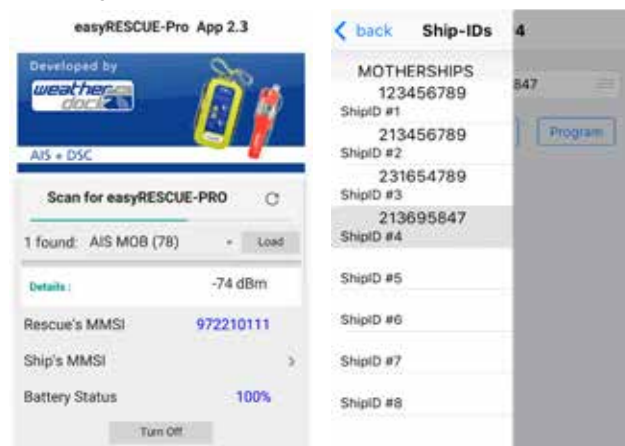 easyRESCUE-Pro App 2.3
Developed by
weather
dock
AIS + DSC
Scan for easyRESCUE-PRO
1 found: AIS MOB (78) Load
Details : -74 dBm
Rescue's MMSI 972210111
Ship's MMSI >
Battery Status 100%
Turn Off
back Ship-IDs 4
MOTHERSHIPS
123456789
ShipID #1
213456789
ShipID #2
231654789
ShipID #3
213695847
ShipID #4
ShipID #5
ShipID #6
ShipID #7
ShipID #8
847
Program